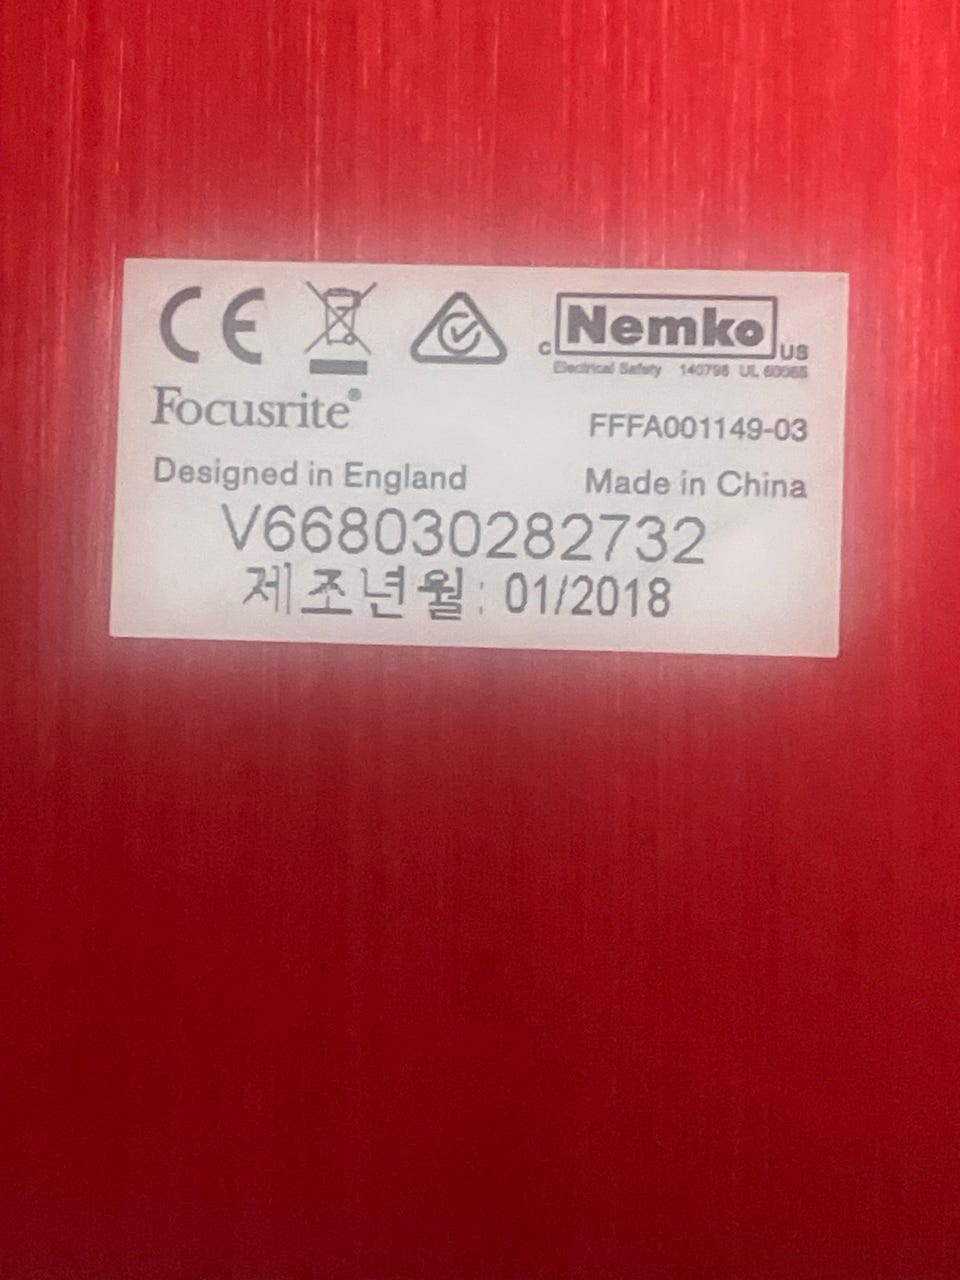 CE
c Nemko US
Electrical Safety 140798 UL 60065
Focusrite®
FFFA001149-03
Designed in England Made in China
V668030282732
제조년월: 01/2018